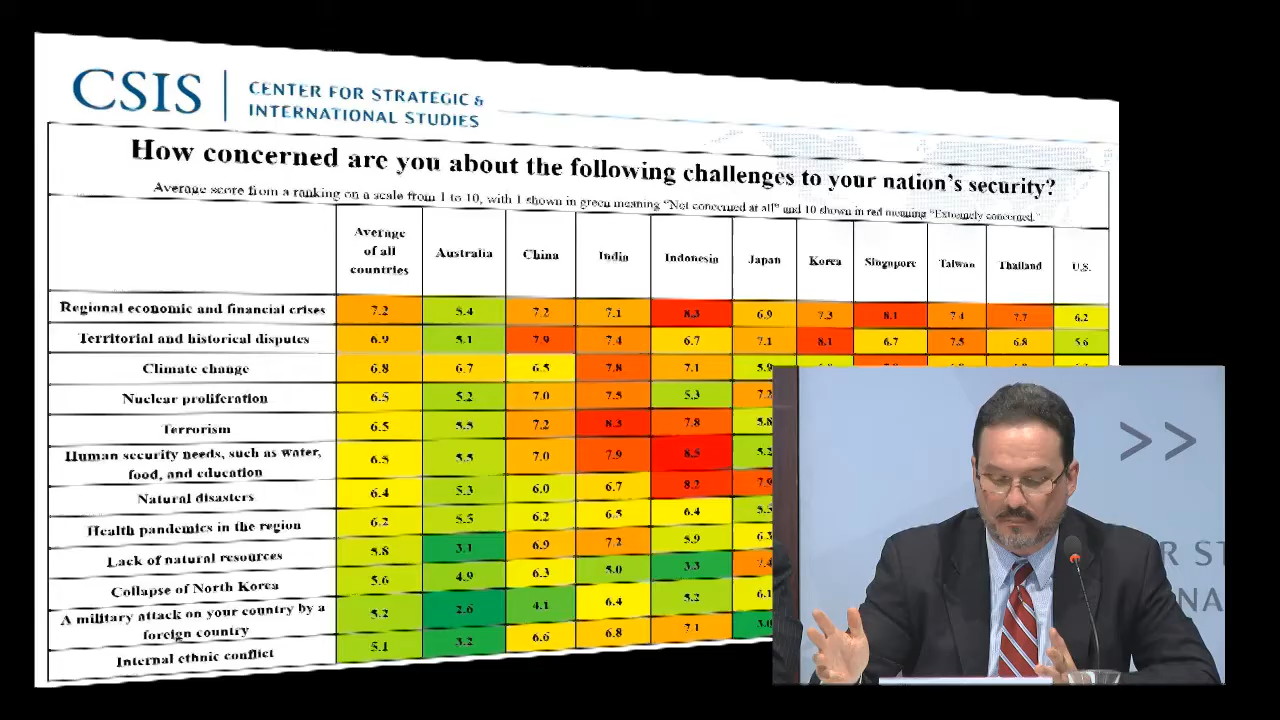 CSIS
CENTER FOR STRATEGIC &
INTERNATIONAL STUDIES
How concerned are you about the following challenges to your nation's security?
Average score from a ranking on a scale from 1 to 10, with 1 shown in green meaning "Not concerned at all" and 10 shown in red meaning "Extremely concerned."
Average of all countries Australia China India Indonesia Japan Korea Singapore Taiwan Thailand U.S.
Regional economic and financial crises 7.2 5.4 7.2 7.1 8.3 6.9 7.3 8.1 7.4 7.7 6.2
Territorial and historical disputes 6.9 5.1 7.9 7.4 6.7 7.1 8.1 6.7 7.5 6.8 5.6
Climate change 6.8 6.7 6.5 7.8 7.1 5.9
Nuclear proliferation 6.5 5.2 7.0 7.5 5.3 7.2
Terrorism 6.5 5.5 7.2 8.3 7.8 5.8
Human security needs, such as water, food, and education 6.5 5.5 7.0 7.9 8.5 5.2
Natural disasters 6.4 5.3 6.0 6.7 8.2 7.9
Health pandemics in the region 6.2 5.5 6.2 6.5 6.4 5.5
Lack of natural resources 5.8 3.1 6.9 7.2 5.9 6.3
Collapse of North Korea 5.6 4.9 6.3 5.0 3.3 7.4
A military attack on your country by a foreign country 5.2 2.6 4.1 6.4 5.2 6.1
Internal ethnic conflict 5.1 3.2 6.6 6.8 7.1 3.0
>>